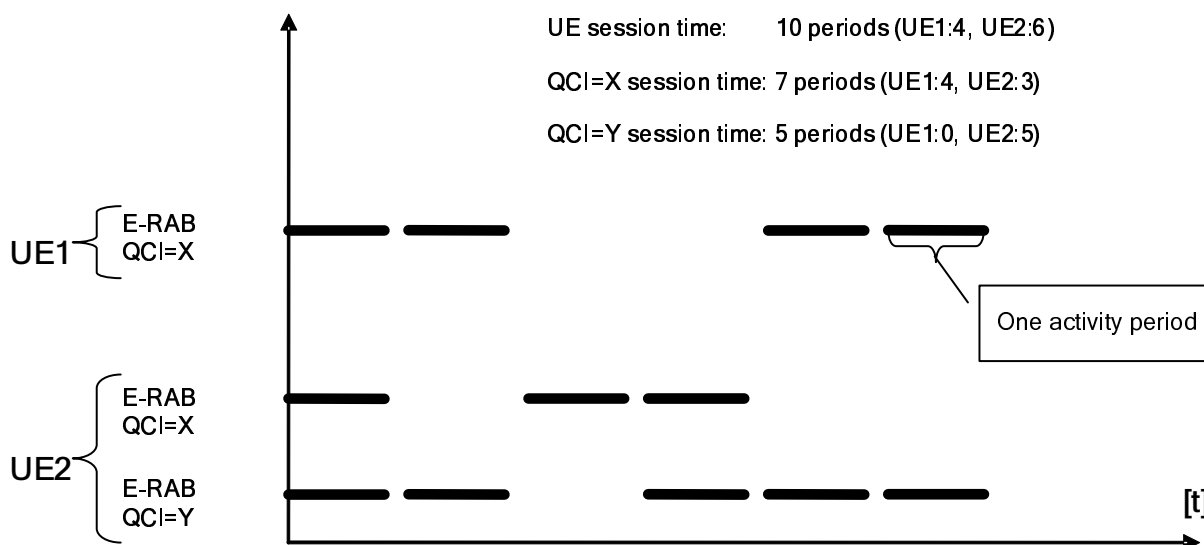 UE session time: 10 periods (UE1:4, UE2:6)
QCI=X session time: 7 periods (UE1:4, UE2:3)
QCI=Y session time: 5 periods (UE1:0, UE2:5)
UE1
E-RAB
QCI=X
One activity period
UE2
E-RAB
QCI=X
E-RAB
QCI=Y
[t]